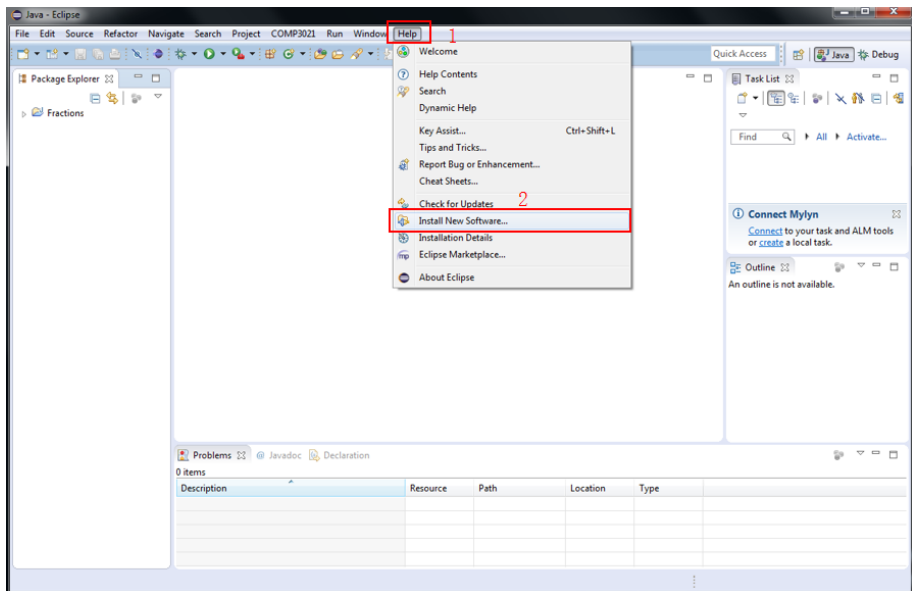 Java - Eclipse
File Edit Source Refactor Navigate Search Project COMP3021 Run Window Help
1
Quick Access
Java
Debug
Package Explorer
Fractions
Welcome
Help Contents
Search
Dynamic Help
Key Assist... Ctrl+Shift+L
Tips and Tricks...
Report Bug or Enhancement...
Cheat Sheets...
Check for Updates
2
Install New Software...
Installation Details
Eclipse Marketplace...
About Eclipse
Task List
Find All Activate...
Connect Mylyn
Connect to your task and ALM tools
or create a local task.
Outline
An outline is not available.
Problems @ Javadoc Declaration
0 items
Description Resource Path Location Type